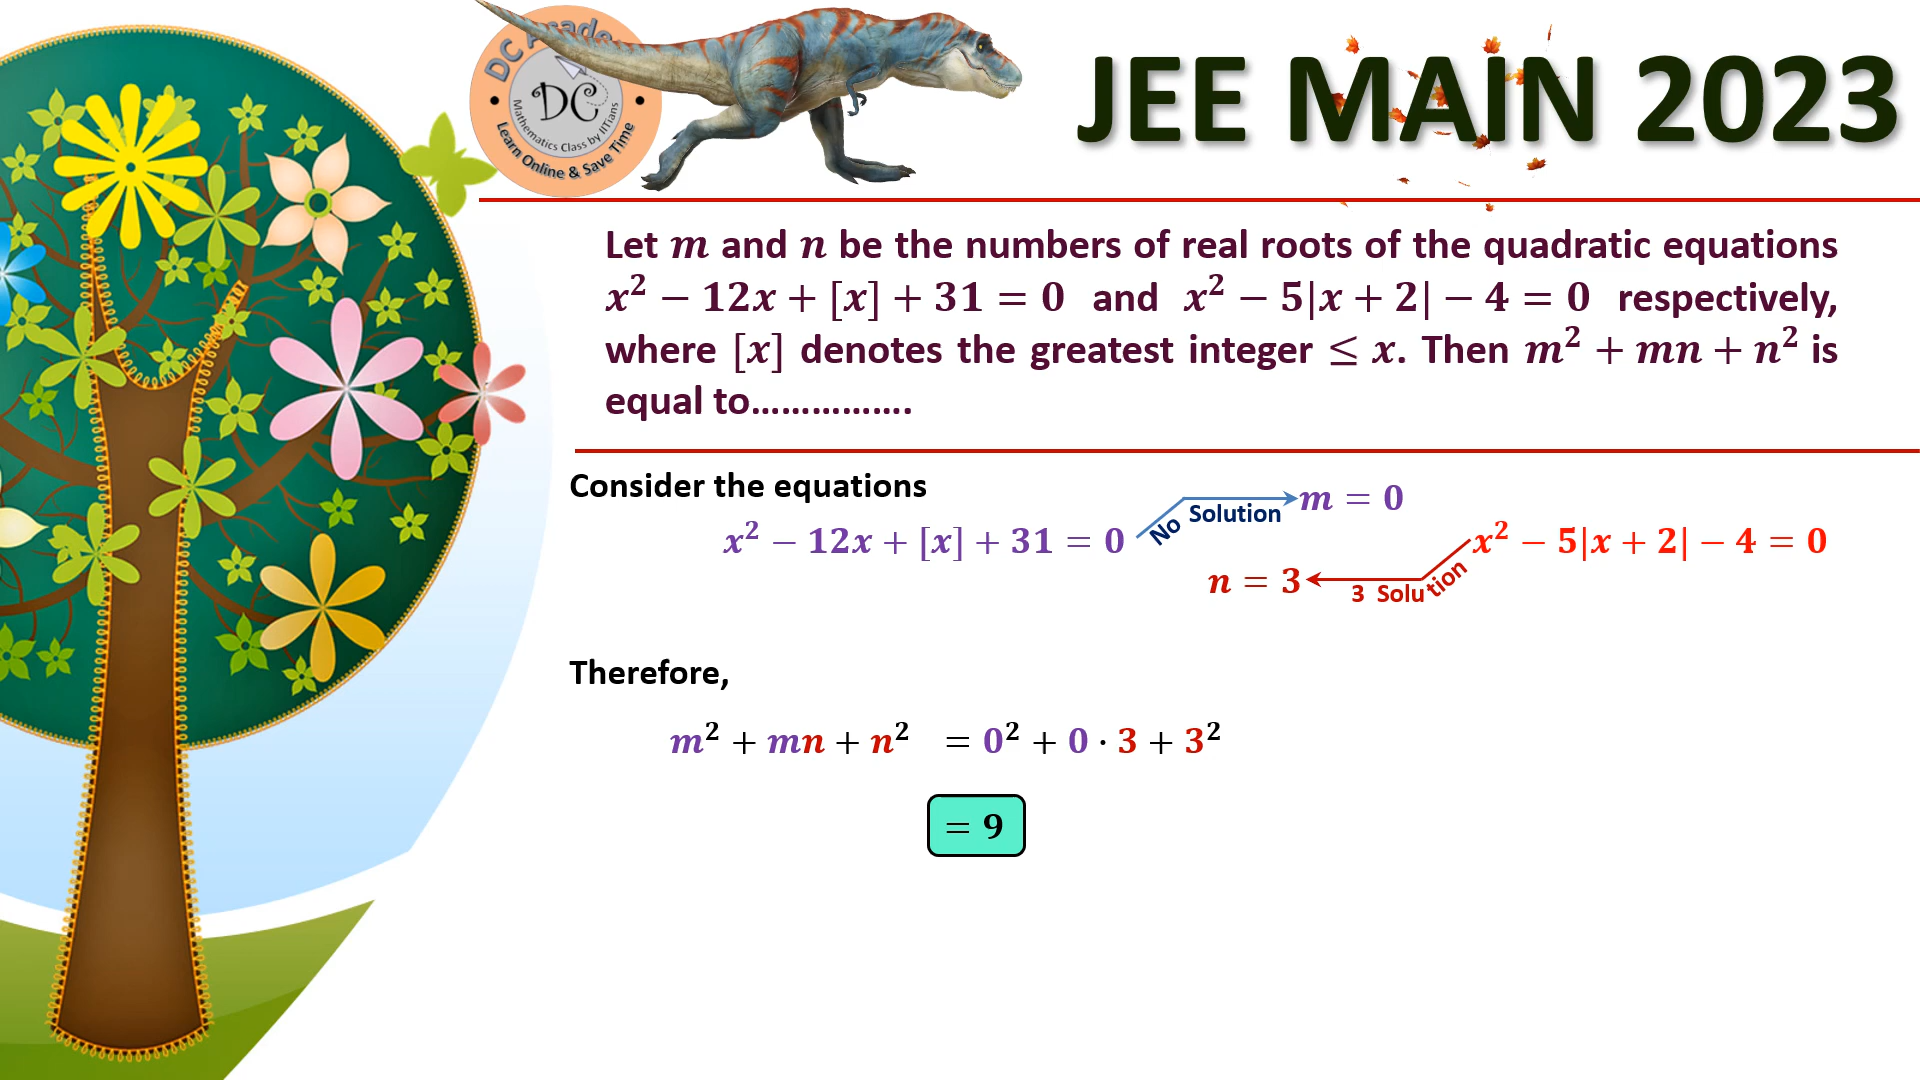 DC A sade
DC
Mathematics Class by IITians
Learn Online & Save Time
JEE MAIN 2023
Let m and n be the numbers of real roots of the quadratic equations
x² − 12x + [x] + 31 = 0 and x² − 5|x + 2| − 4 = 0 respectively,
where [x] denotes the greatest integer ≤ x. Then m² + mn + n² is
equal to…………….
Consider the equations
x² − 12x + [x] + 31 = 0
No Solution
m = 0
x² − 5|x + 2| − 4 = 0
3 Solution
n = 3
Therefore,
m² + mn + n² = 0² + 0 · 3 + 3²
= 9